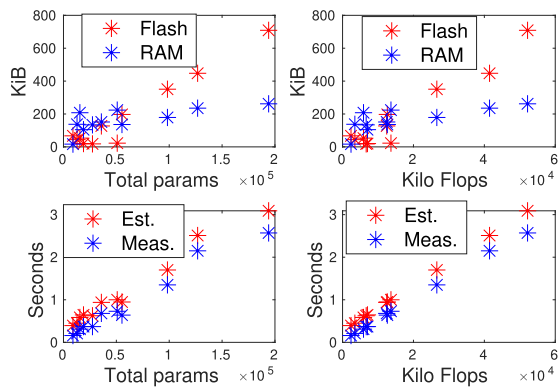 800
600
400
200
0
KiB
Flash
RAM
0
0.5
1
1.5
2
Total params
×10^5
800
600
400
200
0
KiB
Flash
RAM
0
2
4
6
Kilo Flops
×10^4
3
2
1
0
Seconds
Est.
Meas.
0
0.5
1
1.5
2
Total params
×10^5
3
2
1
0
Seconds
Est.
Meas.
0
2
4
6
Kilo Flops
×10^4